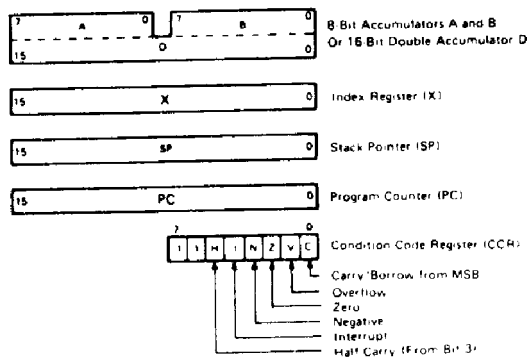 7 A 0 7 B 0
8-Bit Accumulators A and B
15 D 0
Or 16-Bit Double Accumulator D
15 X 0
Index Register (X)
15 SP 0
Stack Pointer (SP)
15 PC 0
Program Counter (PC)
7 0
1 1 H I N Z V C
Condition Code Register (CCR)
Carry/Borrow from MSB
Overflow
Zero
Negative
Interrupt
Half Carry (From Bit 3)